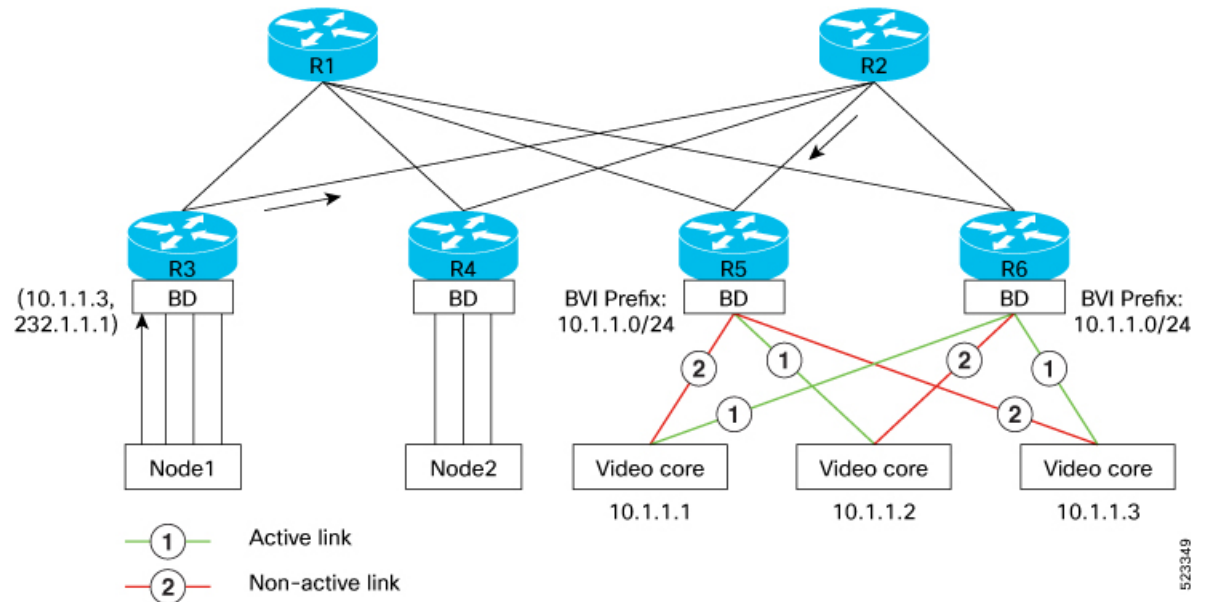 R1
R2
R3
R4
R5
R6
BD
BD
BD
BD
(10.1.1.3,
232.1.1.1)
BVI Prefix:
10.1.1.0/24
BVI Prefix:
10.1.1.0/24
2
1
2
1
1
2
Node1
Node2
Video core
Video core
Video core
10.1.1.1
10.1.1.2
10.1.1.3
1 Active link
2 Non-active link
523349